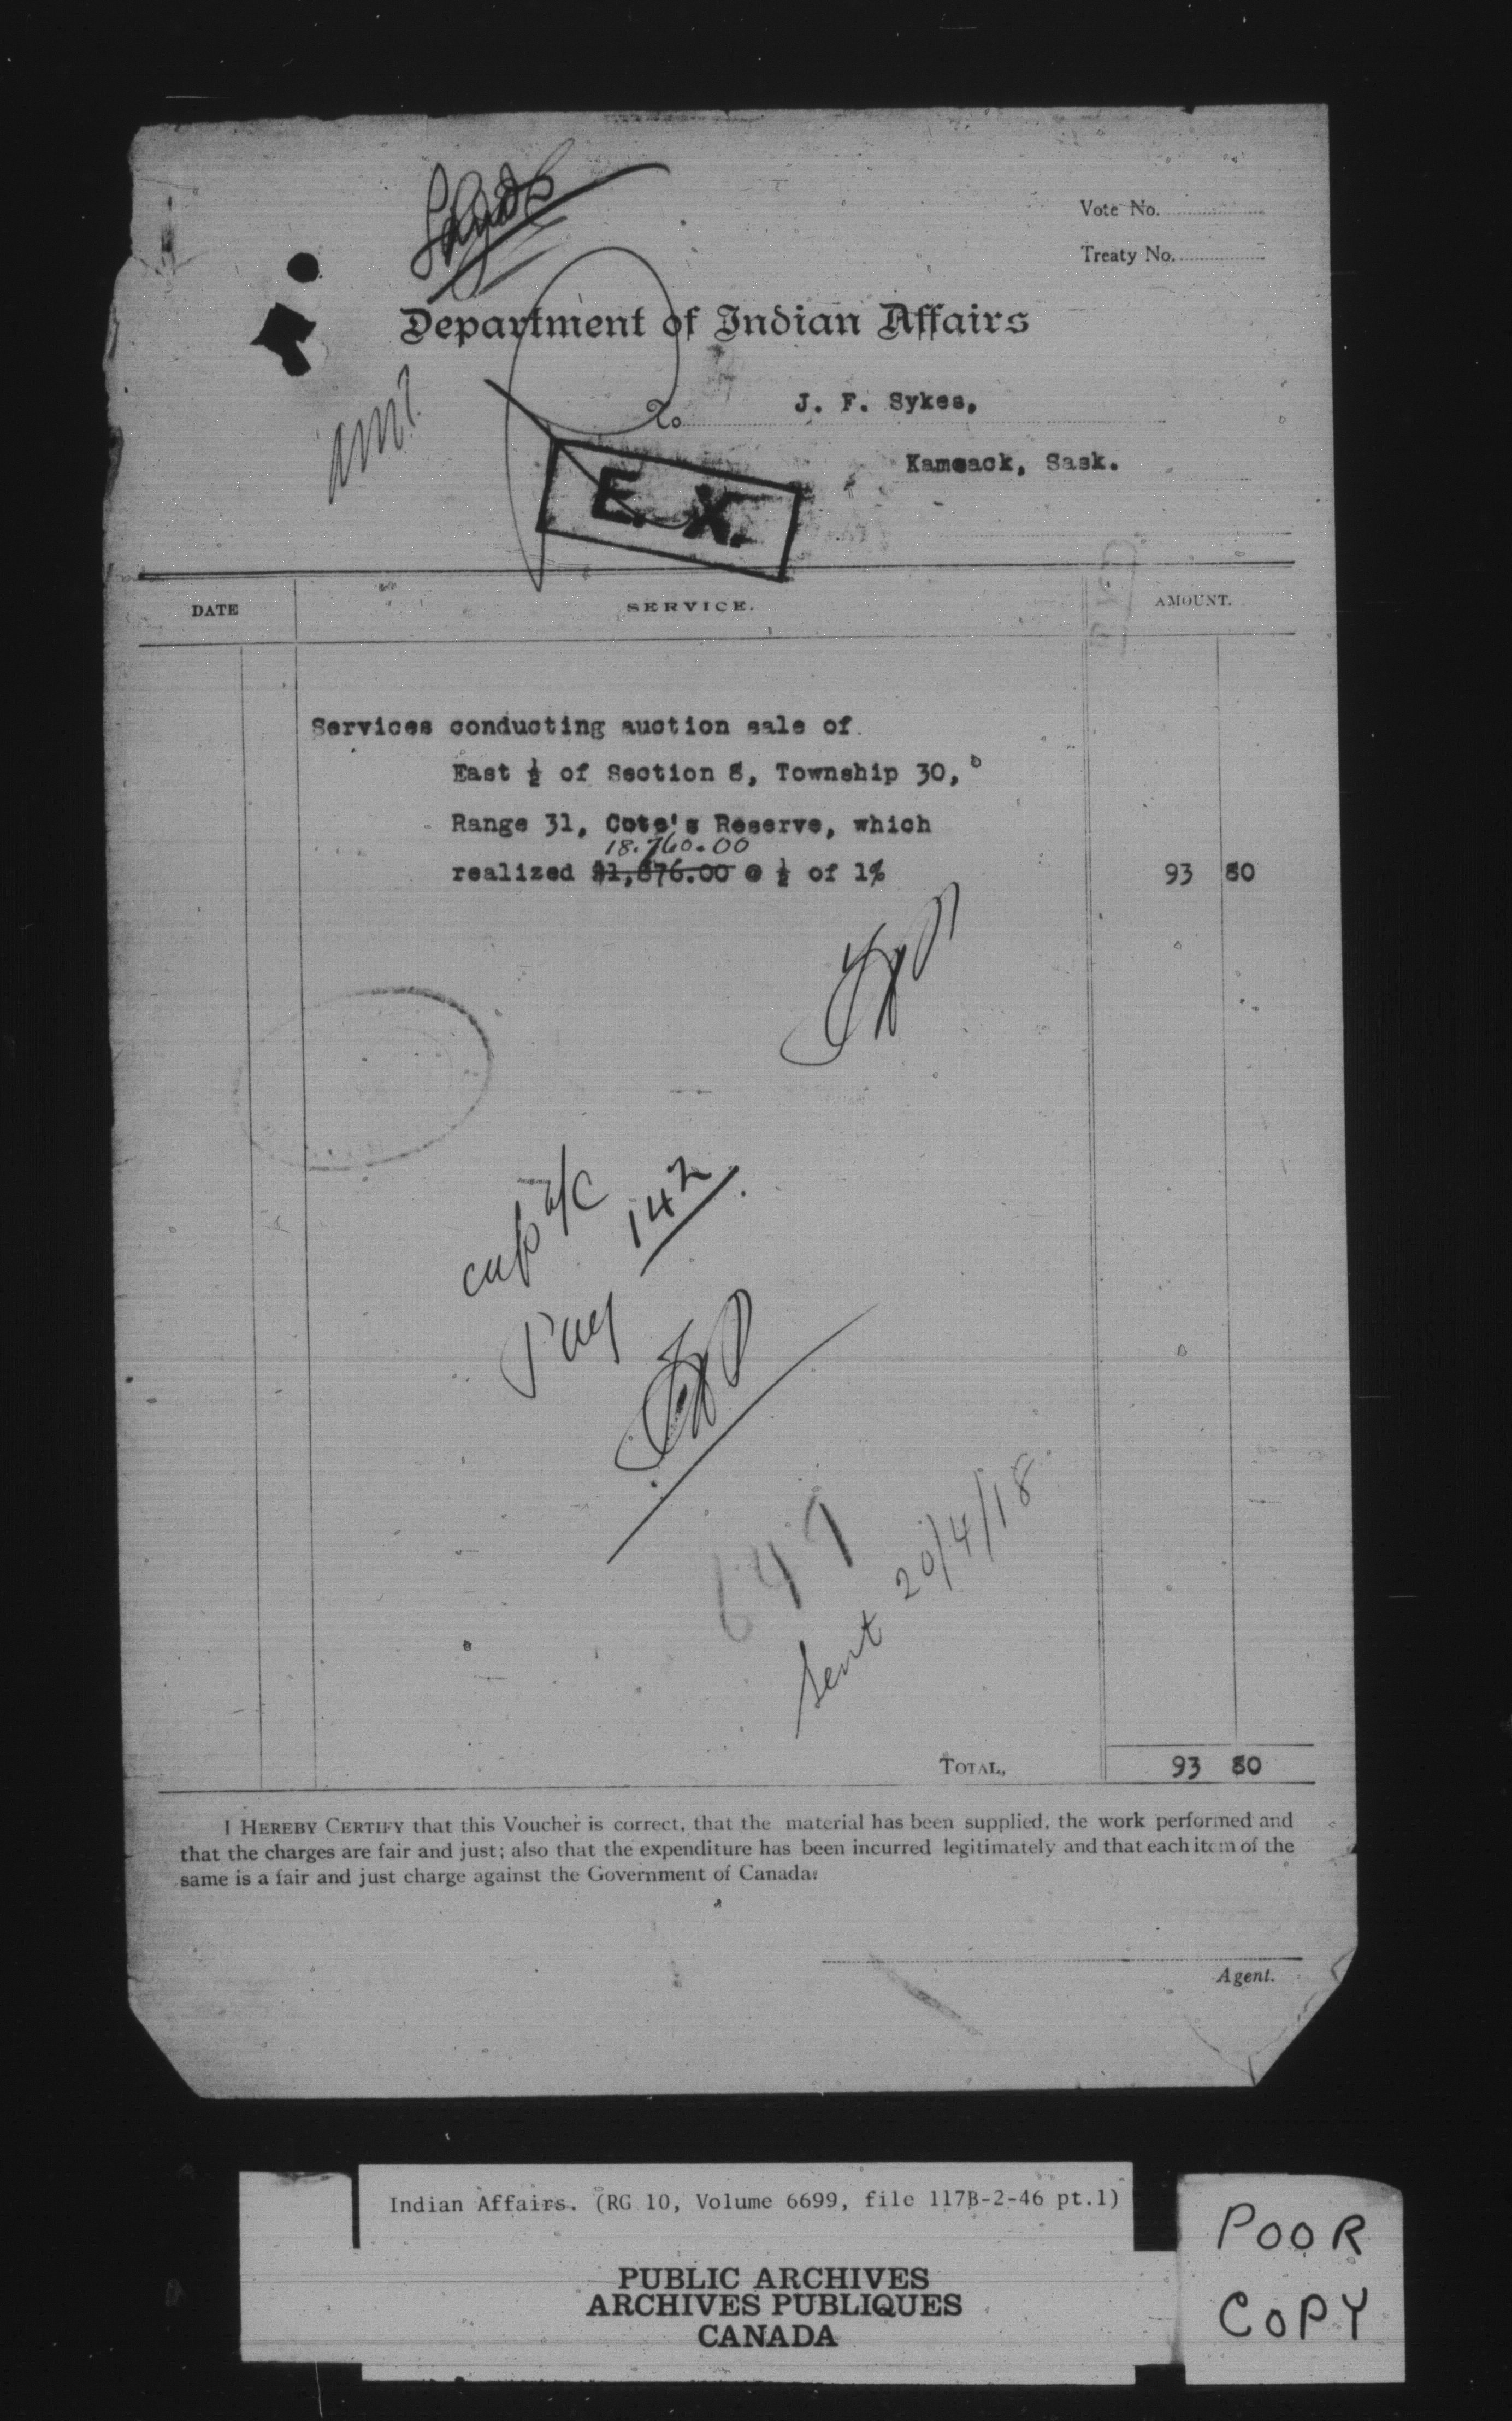 Lands
Vote No.
Treaty No.
Department of Indian Affairs
To J. F. Sykes,
Kamsack, Sask.
E. X.
DATE SERVICE. AMOUNT.
Services conducting auction sale of
East ½ of Section 8, Township 30,
Range 31, Cote's Reserve, which
18.760.00
realized $1,876.00 @ ½ of 1% 93 80
cap a/c
142
Pay
649
Sent 20/4/18
TOTAL, 93 80
I HEREBY CERTIFY that this Voucher is correct, that the material has been supplied, the work performed and
that the charges are fair and just; also that the expenditure has been incurred legitimately and that each item of the
same is a fair and just charge against the Government of Canada:
Agent.
Indian Affairs. (RG 10, Volume 6699, file 117B-2-46 pt.1)
PUBLIC ARCHIVES
ARCHIVES PUBLIQUES
CANADA
POOR
COPY